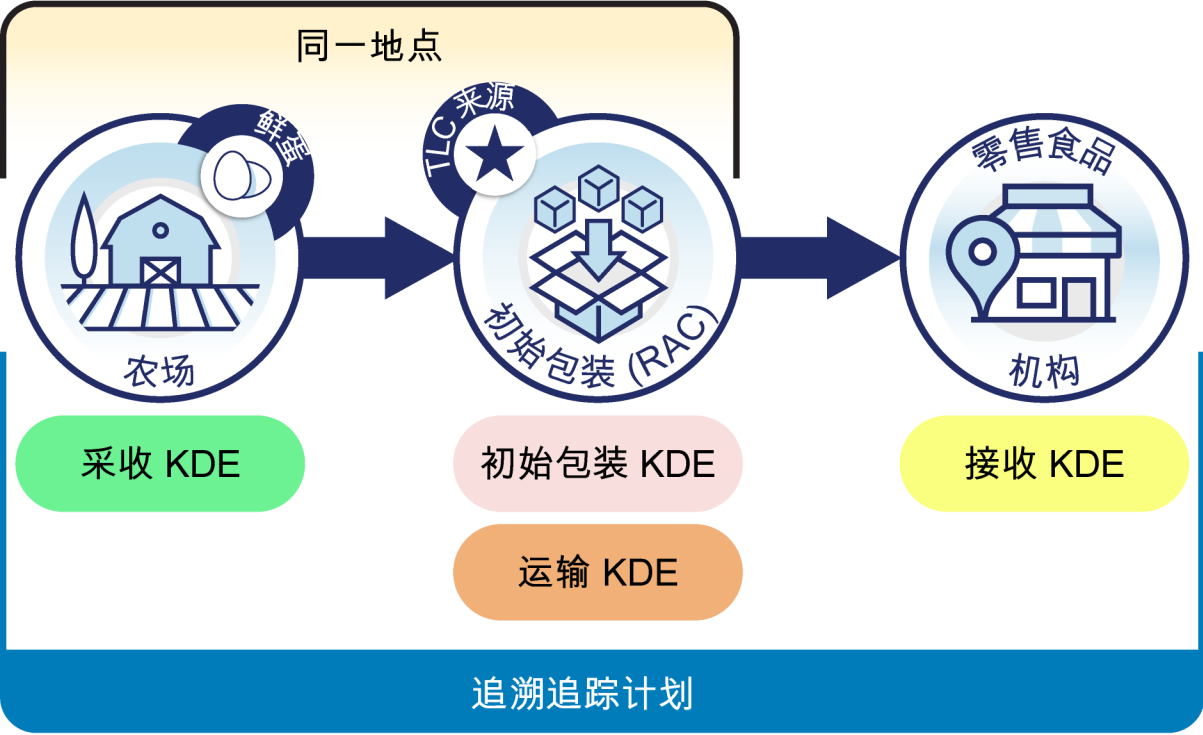 同一地点
鲜蛋
TLC 来源
农场
初始包装 (RAC)
零售食品
机构
采收 KDE
初始包装 KDE
接收 KDE
运输 KDE
追溯追踪计划